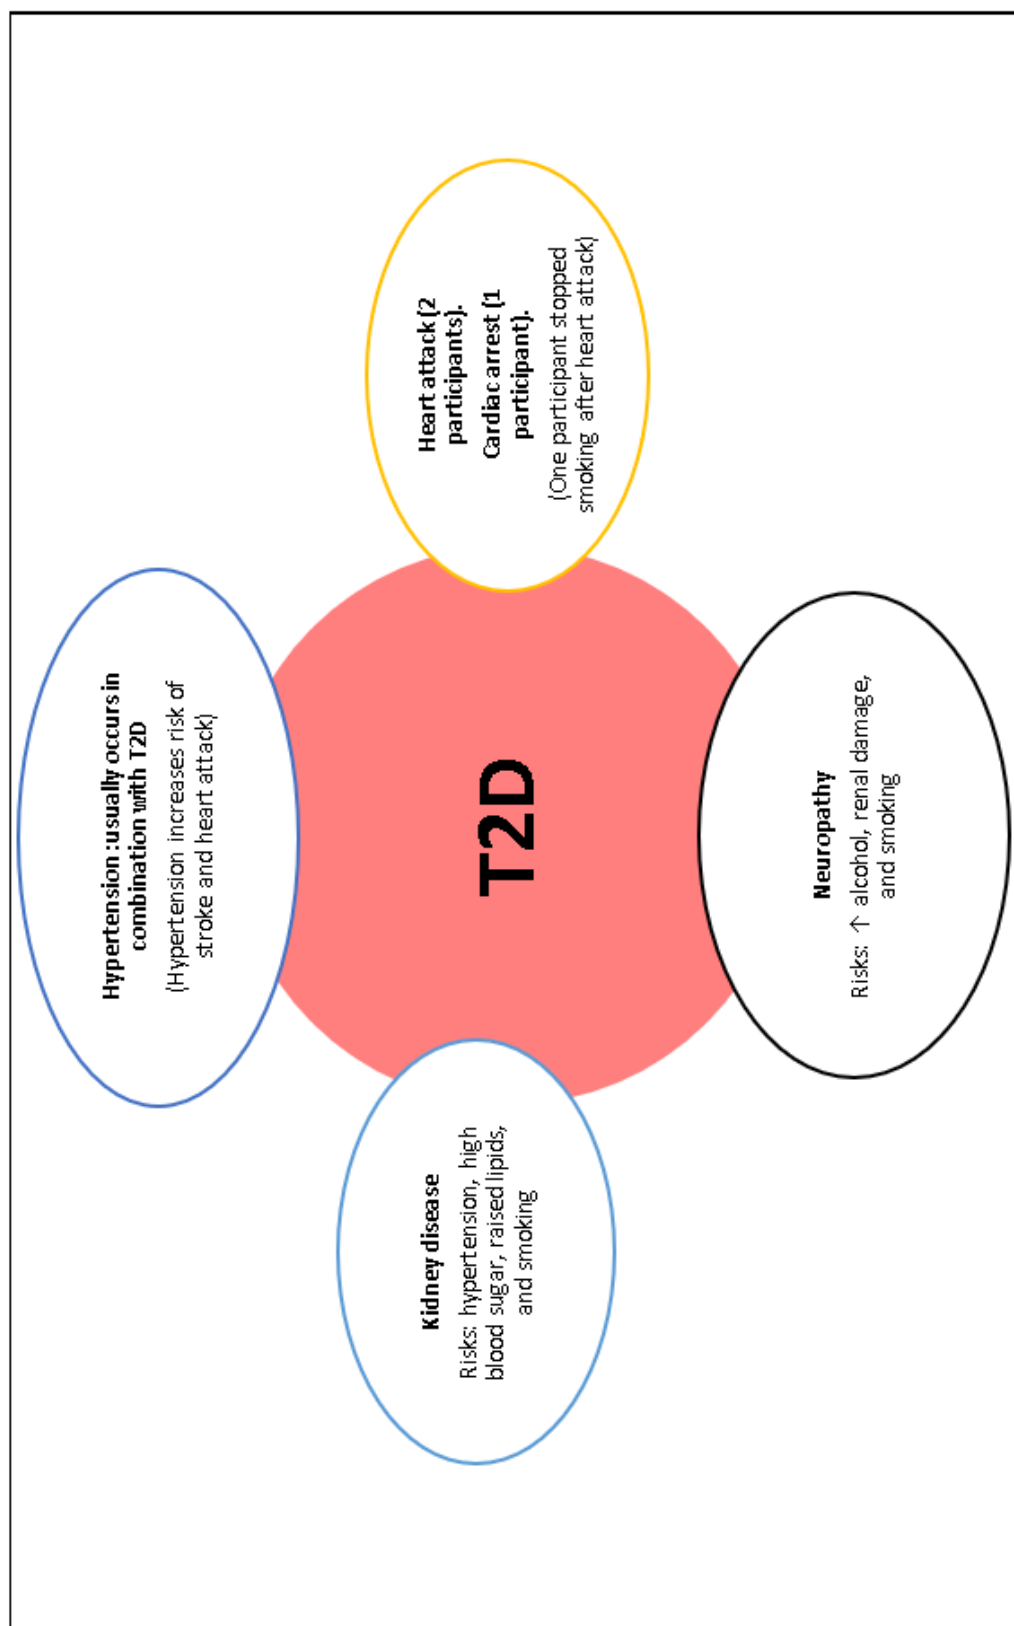 Hypertension :usually occurs in
combination with T2D
(Hypertension increases risk of
stroke and heart attack)
Kidney disease
Risks: hypertension, high
blood sugar, raised lipids,
and smoking
T2D
Heart attack (2
participants).
Cardiac arrest (1
participant).
(One participant stopped
smoking after heart attack)
Neuropathy
Risks: ↑ alcohol, renal damage,
and smoking